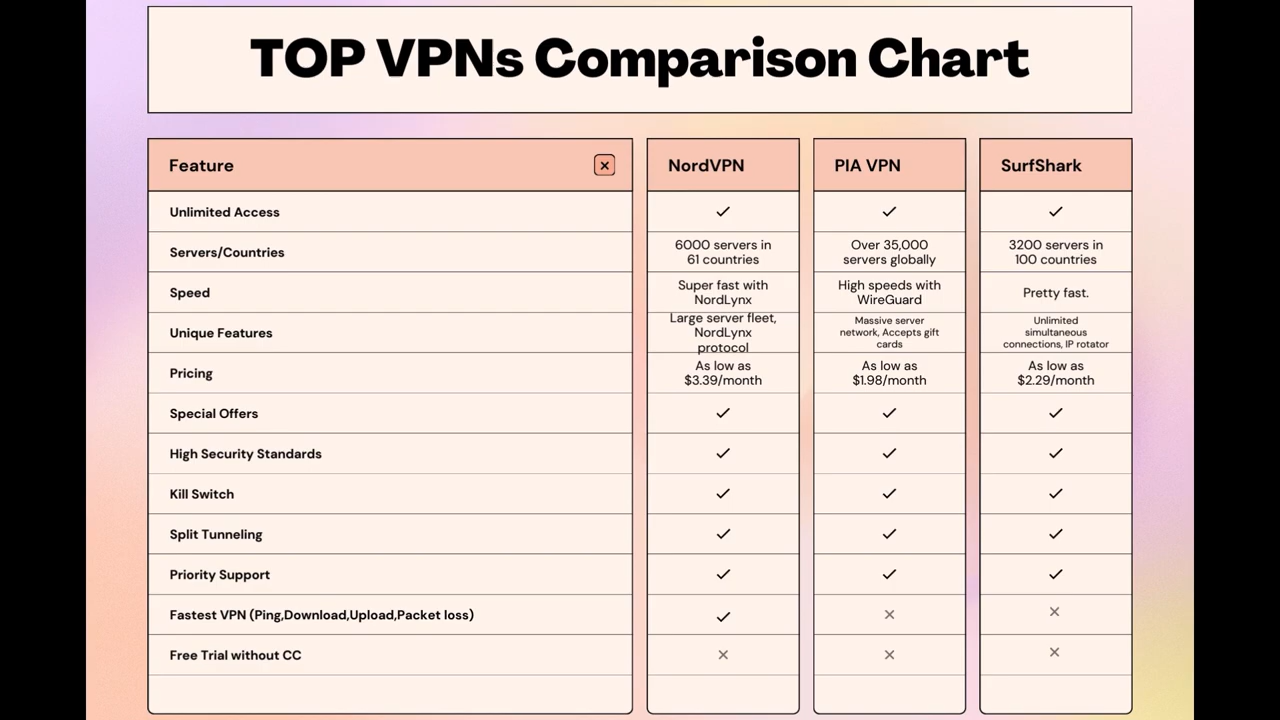 TOP VPNs Comparison Chart
Feature
NordVPN
PIA VPN
SurfShark
Unlimited Access
✓
✓
✓
Servers/Countries
6000 servers in
61 countries
Over 35,000
servers globally
3200 servers in
100 countries
Speed
Super fast with
NordLynx
High speeds with
WireGuard
Pretty fast.
Unique Features
Large server fleet,
NordLynx
protocol
Massive server
network, Accepts gift
cards
Unlimited
simultaneous
connections, IP rotator
Pricing
As low as
$3.39/month
As low as
$1.98/month
As low as
$2.29/month
Special Offers
✓
✓
✓
High Security Standards
✓
✓
✓
Kill Switch
✓
✓
✓
Split Tunneling
✓
✓
✓
Priority Support
✓
✓
✓
Fastest VPN (Ping,Download,Upload,Packet loss)
✓
✕
✕
Free Trial without CC
✕
✕
✕